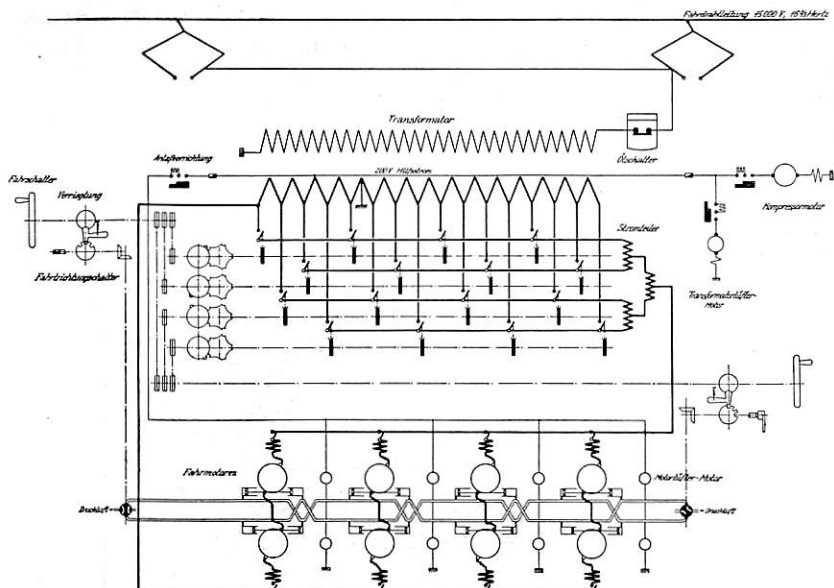 Fahrdrahtleitung 15000 V, 16⅔ Hertz
Transformator
Ölschalter
Anlaßvorrichtung
200 V Hilfsstrom
Fahrschalter
Verriegelung
Kompressormotor
Stromteiler
Fahrtrichtungschalter
Transformatorlüfter-
Motor
Fahrmotoren
Motorlüfter-Motor
Druckluft
Druckluft